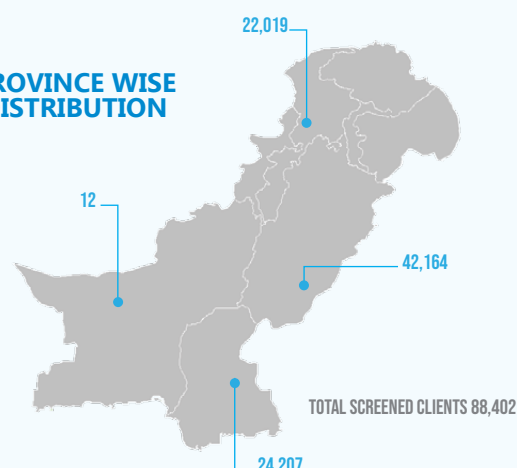 22,019
ROVINCE WISE
ISTRIBUTION
12
42,164
TOTAL SCREENED CLIENTS 88,402
24,207